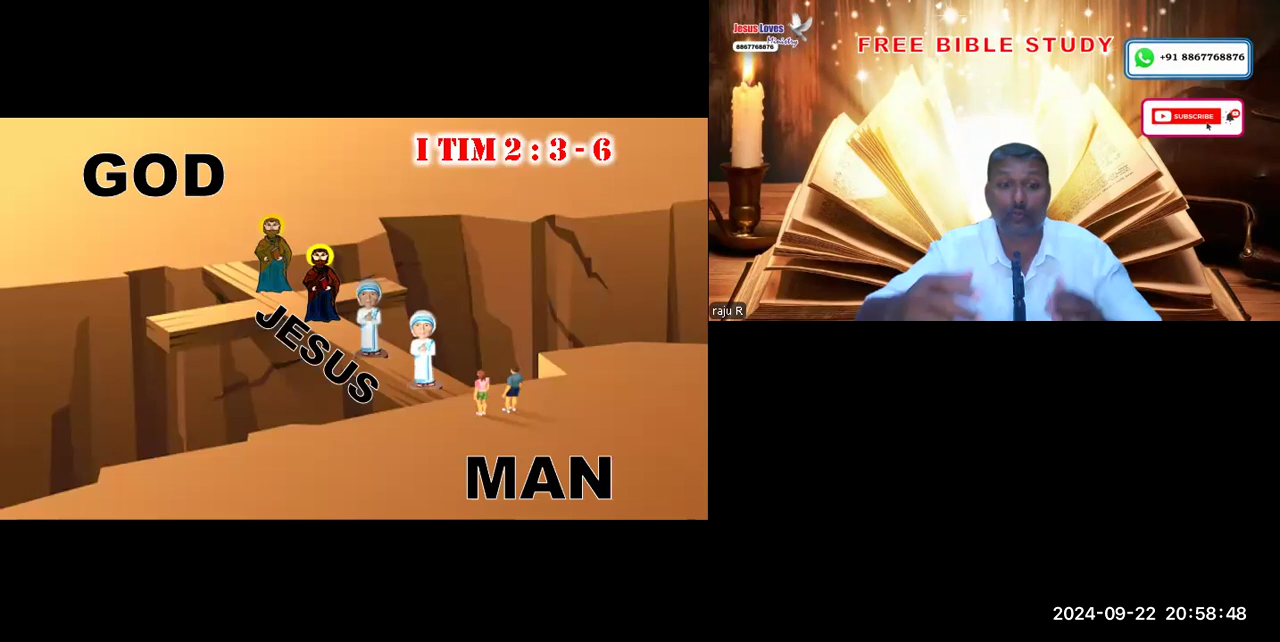 GOD
I TIM 2 : 3 - 6
JESUS
MAN
Jesus Loves
Ministry
8867768876
FREE BIBLE STUDY
+91 8867768876
SUBSCRIBE
raju R
2024-09-22 20:58:48